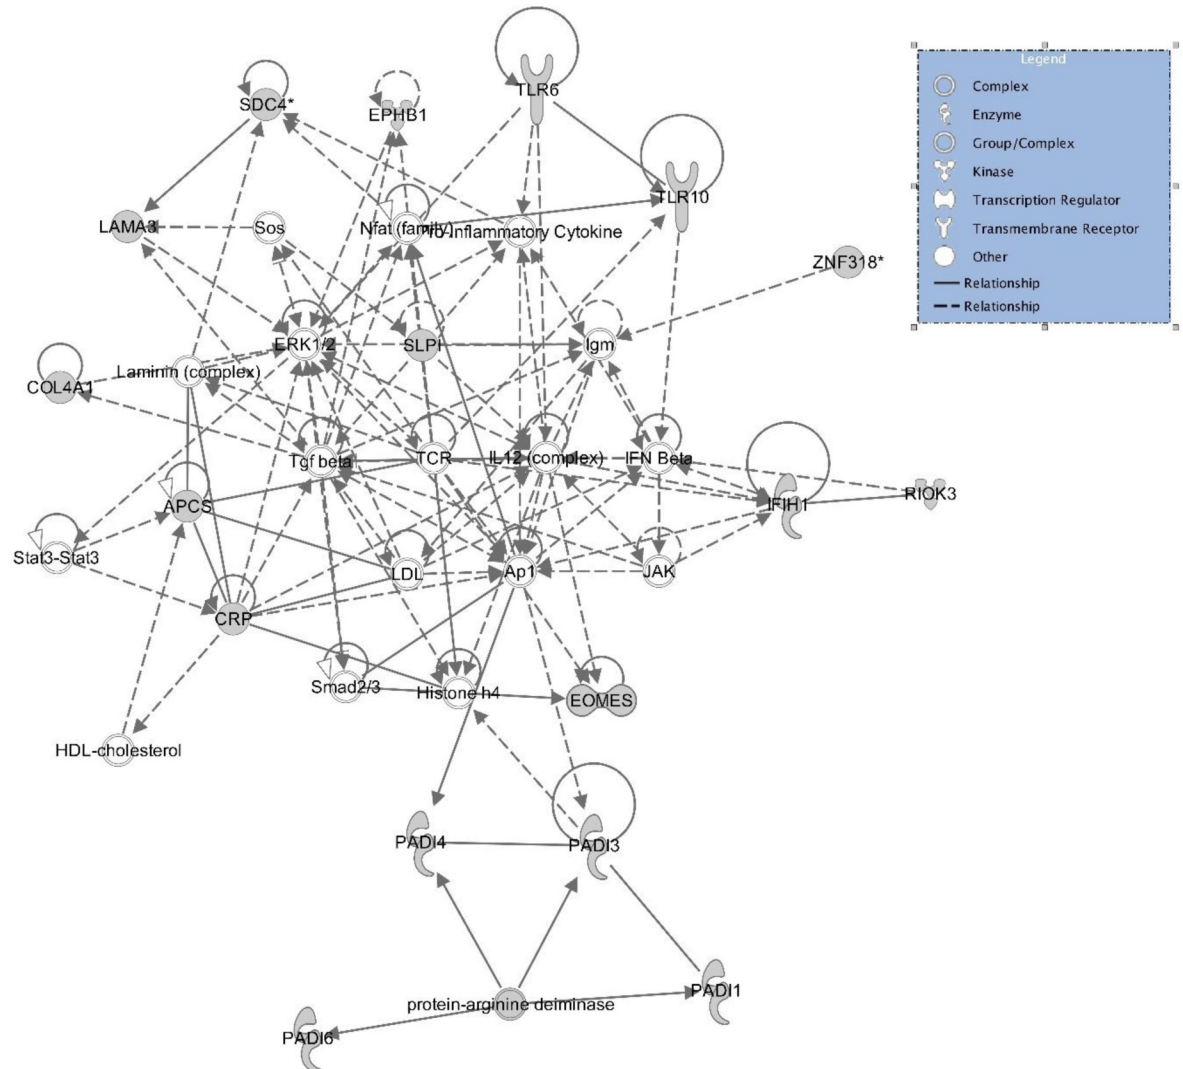 Legend
Complex
Enzyme
Group/Complex
Kinase
Transcription Regulator
Transmembrane Receptor
Other
Relationship
Relationship
TLR6
SDC4*
EPHB1
TLR10
LAMA3
Sos
Nfat (family)
Inflammatory Cytokine
ZNF318*
ERK1/2
SLPI
Igm
Laminin (complex)
COL4A1
Tgf beta
TCR
IL12 (complex)
IFN Beta
IFIH1
RIOK3
APCS
Stat3-Stat3
LDL
Ap1
JAK
CRP
Smad2/3
Histone h4
EOMES
HDL-cholesterol
PADI4
PADI3
protein-arginine deiminase
PADI1
PADI6